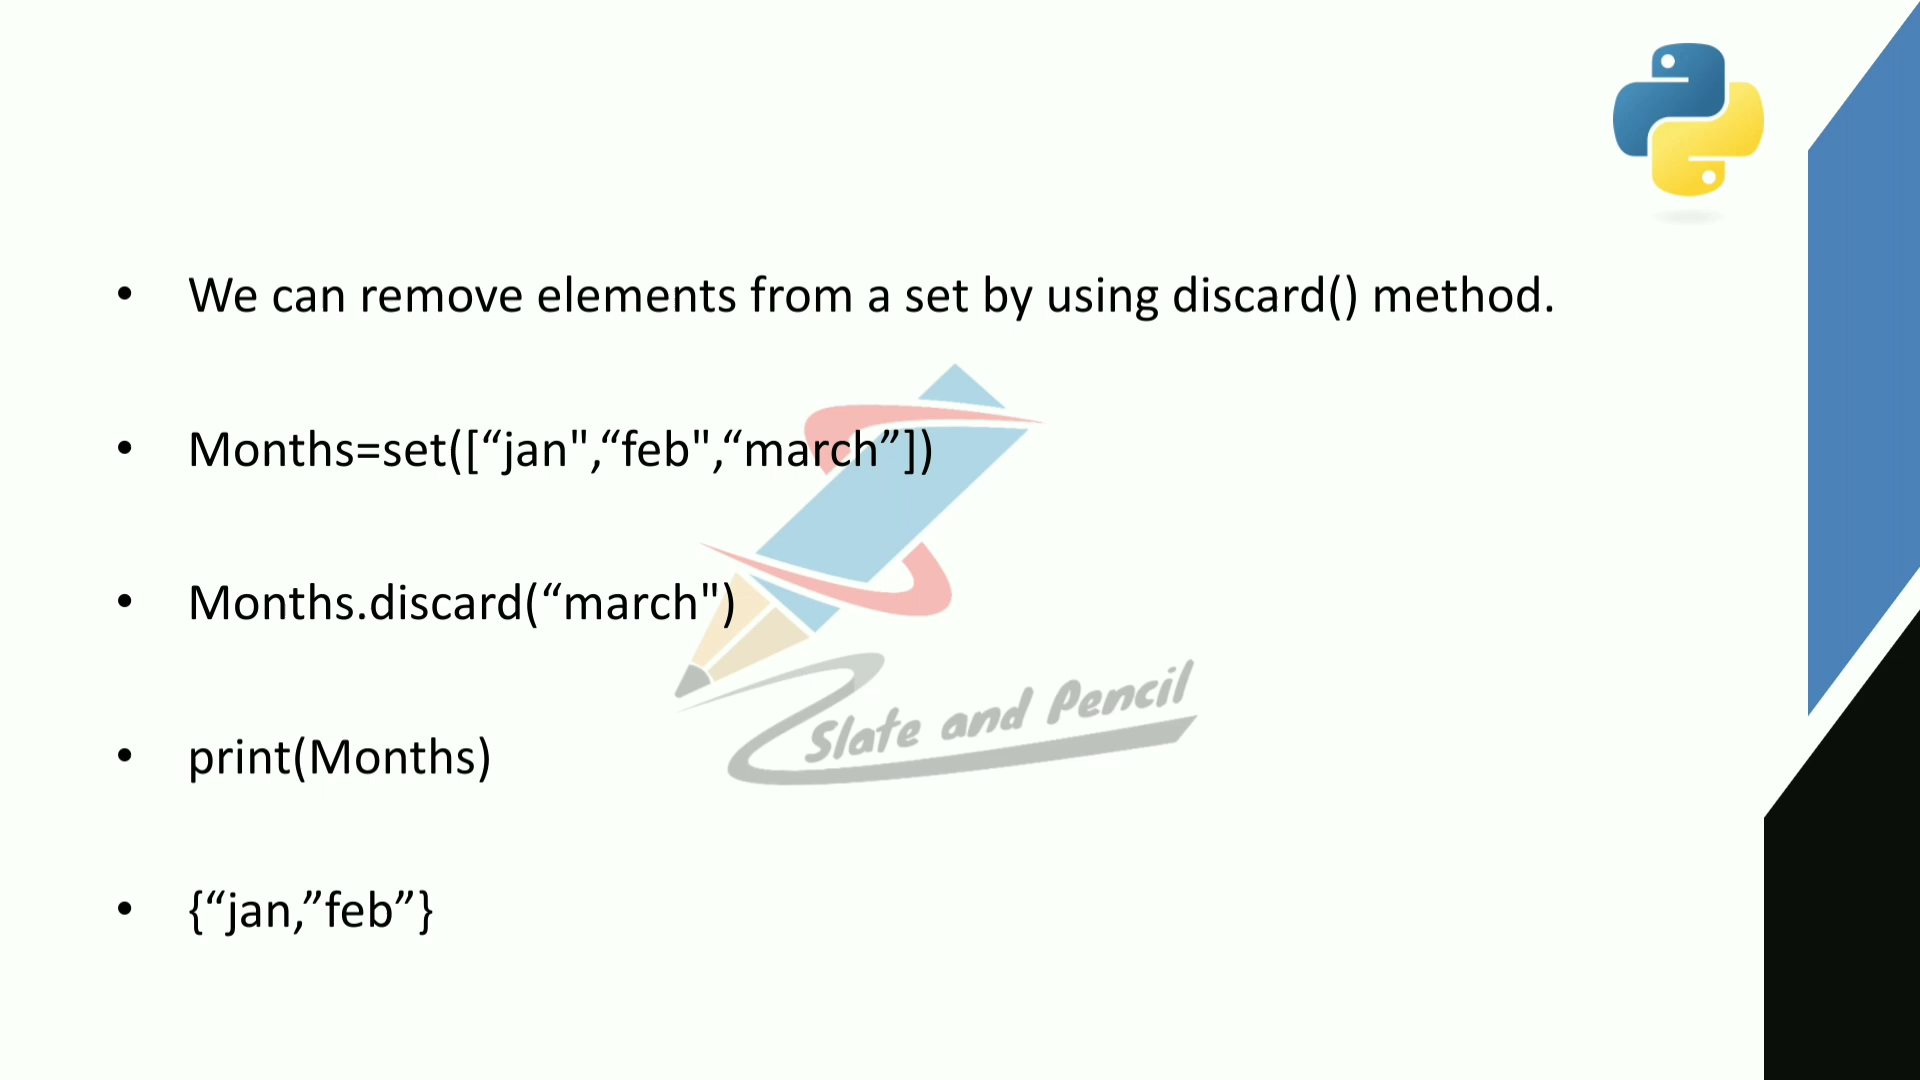 • We can remove elements from a set by using discard() method.
• Months=set([“jan",“feb",“march”])
• Months.discard(“march")
• print(Months)
• {“jan,”feb”}
Slate and Pencil